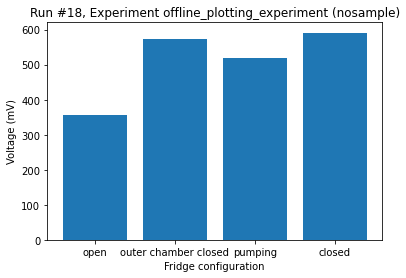 Run #18, Experiment offline_plotting_experiment (nosample)
600
500
400
300
200
100
0
Voltage (mV)
open outer chamber closed pumping closed
Fridge configuration